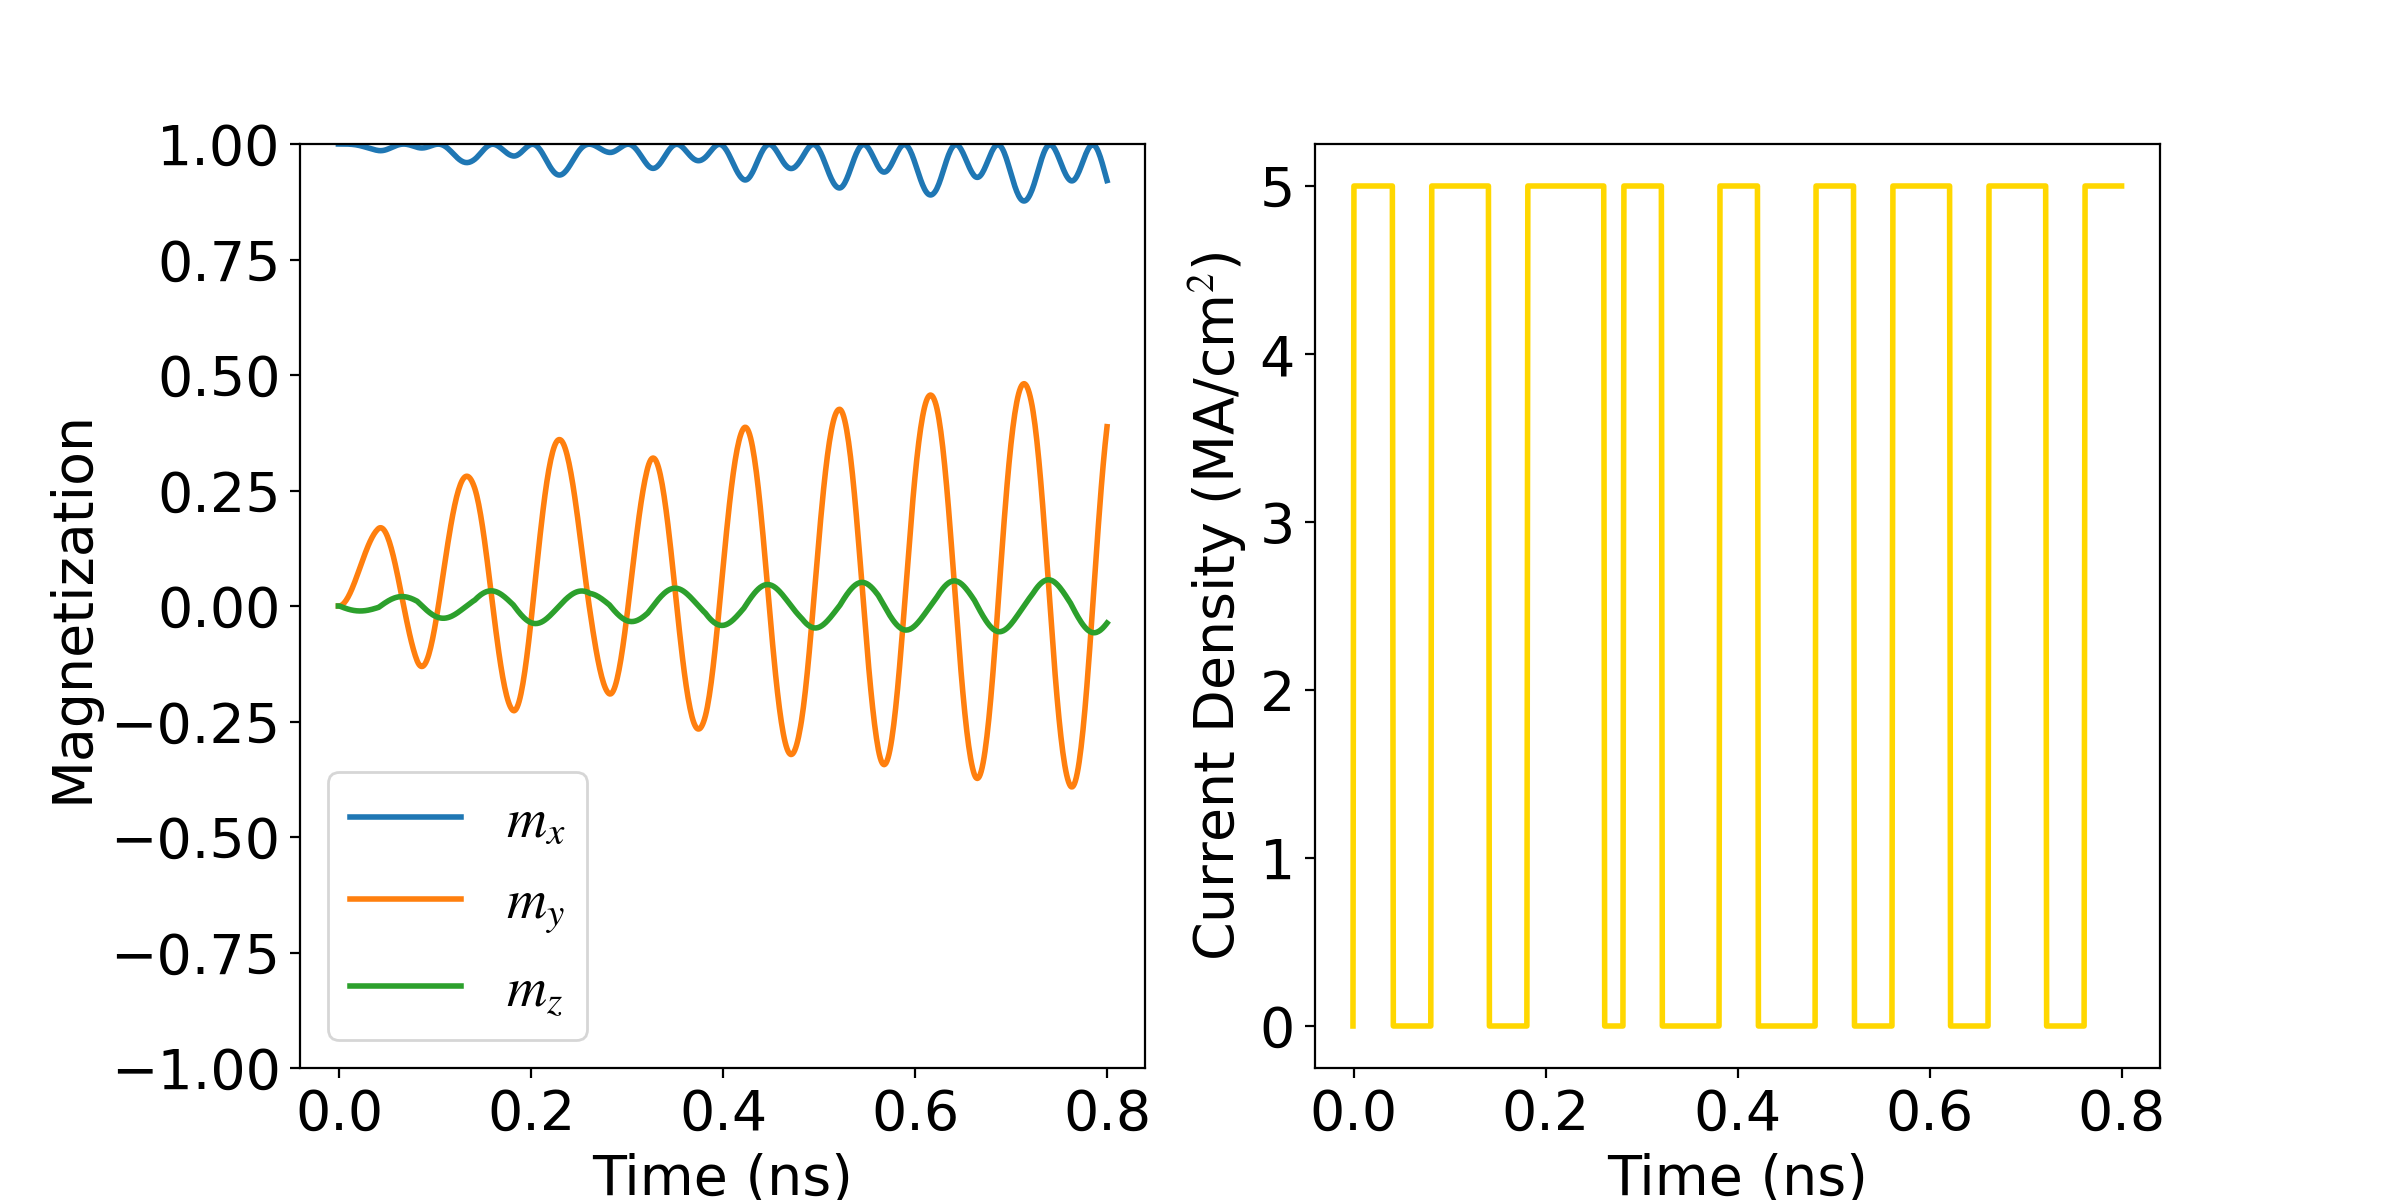 1.00
0.75
0.50
0.25
0.00
−0.25
−0.50
−0.75
−1.00
Magnetization
m_x
m_y
m_z
0.0 0.2 0.4 0.6 0.8
Time (ns)
5
4
3
2
1
0
Current Density (MA/cm²)
0.0 0.2 0.4 0.6 0.8
Time (ns)